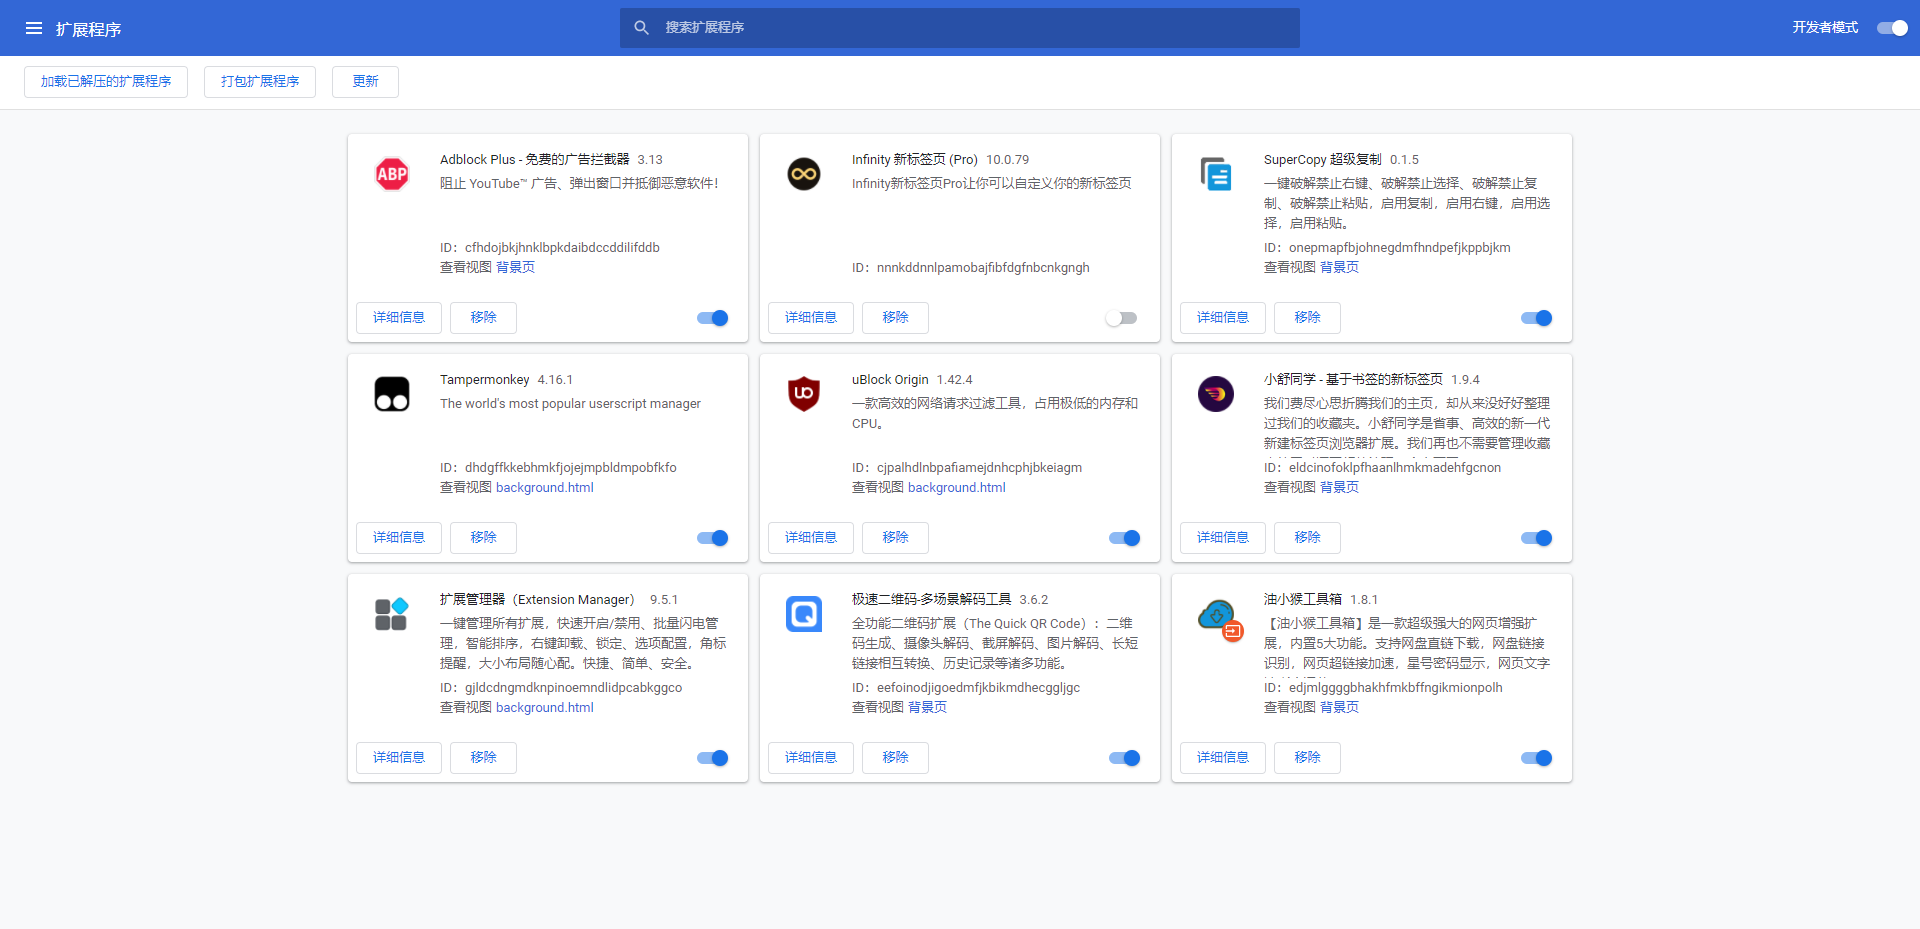 扩展程序
搜索扩展程序
开发者模式
加载已解压的扩展程序
打包扩展程序
更新
ABP
Adblock Plus - 免费的广告拦截器 3.13
阻止 YouTube™ 广告、弹出窗口并抵御恶意软件！
ID：cfhdojbkjhnklbpkdaibdccddilifddb
查看视图 背景页
详细信息
移除
Infinity 新标签页 (Pro) 10.0.79
Infinity新标签页Pro让你可以自定义你的新标签页
ID：nnnkddnnlpamobajfibfdgfnbcnkgngh
详细信息
移除
SuperCopy 超级复制 0.1.5
一键破解禁止右键、破解禁止选择、破解禁止复
制、破解禁止粘贴，启用复制，启用右键，启用选
择，启用粘贴。
ID：onepmapfbjohnegdmfhndpefjkppbjkm
查看视图 背景页
详细信息
移除
Tampermonkey 4.16.1
The world's most popular userscript manager
ID：dhdgffkkebhmkfjojejmpbldmpobfkfo
查看视图 background.html
详细信息
移除
uBlock Origin 1.42.4
一款高效的网络请求过滤工具，占用极低的内存和
CPU。
ID：cjpalhdlnbpafiamejdnhcphjbkeiagm
查看视图 background.html
详细信息
移除
小舒同学 - 基于书签的新标签页 1.9.4
我们费尽心思折腾我们的主页，却从来没好好整理
过我们的收藏夹。小舒同学是省事、高效的新一代
新建标签页浏览器扩展。我们再也不需要管理收藏
ID：eldcinofoklpfhaanlhmkmadehfgcnon
查看视图 背景页
详细信息
移除
扩展管理器（Extension Manager） 9.5.1
一键管理所有扩展，快速开启/禁用、批量闪电管
理，智能排序，右键卸载、锁定、选项配置，角标
提醒，大小布局随心配。快捷、简单、安全。
ID：gjldcdngmdknpinoemndlidpcabkggco
查看视图 background.html
详细信息
移除
极速二维码-多场景解码工具 3.6.2
全功能二维码扩展（The Quick QR Code）：二维
码生成、摄像头解码、截屏解码、图片解码、长短
链接相互转换、历史记录等诸多功能。
ID：eefoinodjigoedmfjkbikmdhecggljgc
查看视图 背景页
详细信息
移除
油小猴工具箱 1.8.1
【油小猴工具箱】是一款超级强大的网页增强扩
展，内置5大功能。支持网盘直链下载，网盘链接
识别，网页超链接加速，星号密码显示，网页文字
ID：edjmlggggbhakhfmkbffngikmionpolh
查看视图 背景页
详细信息
移除